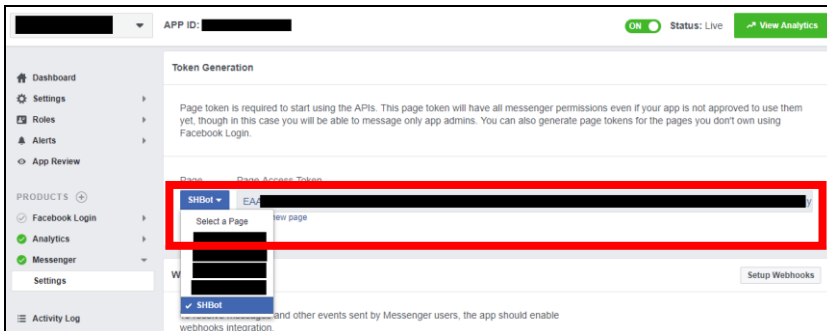 APP ID:
ON Status: Live View Analytics
Dashboard
Settings
Roles
Alerts
App Review
PRODUCTS
Facebook Login
Analytics
Messenger
Settings
Activity Log
Token Generation
Page token is required to start using the APIs. This page token will have all messenger permissions even if your app is not approved to use them
yet, though in this case you will be able to message only app admins. You can also generate page tokens for the pages you don't own using
Facebook Login.
Page Page Access Token
SHBot EAA y
new page
Select a Page
SHBot
W Setup Webhooks
and other events sent by Messenger users, the app should enable
webhooks integration.